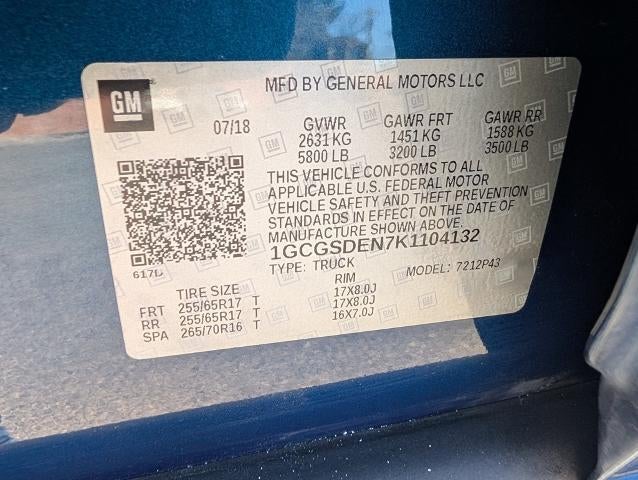 GM
MFD BY GENERAL MOTORS LLC
07/18 GVWR GAWR FRT GAWR RR
2631 KG 1451 KG 1588 KG
5800 LB 3200 LB 3500 LB
THIS VEHICLE CONFORMS TO ALL
APPLICABLE U.S. FEDERAL MOTOR
VEHICLE SAFETY AND THEFT PREVENTION
STANDARDS IN EFFECT ON THE DATE OF
MANUFACTURE SHOWN ABOVE.
1GCGSDEN7K1104132
617D TYPE: TRUCK MODEL: 7212P43
TIRE SIZE RIM
FRT 255/65R17 T 17X8.0J
RR 255/65R17 T 17X8.0J
SPA 265/70R16 T 16X7.0J